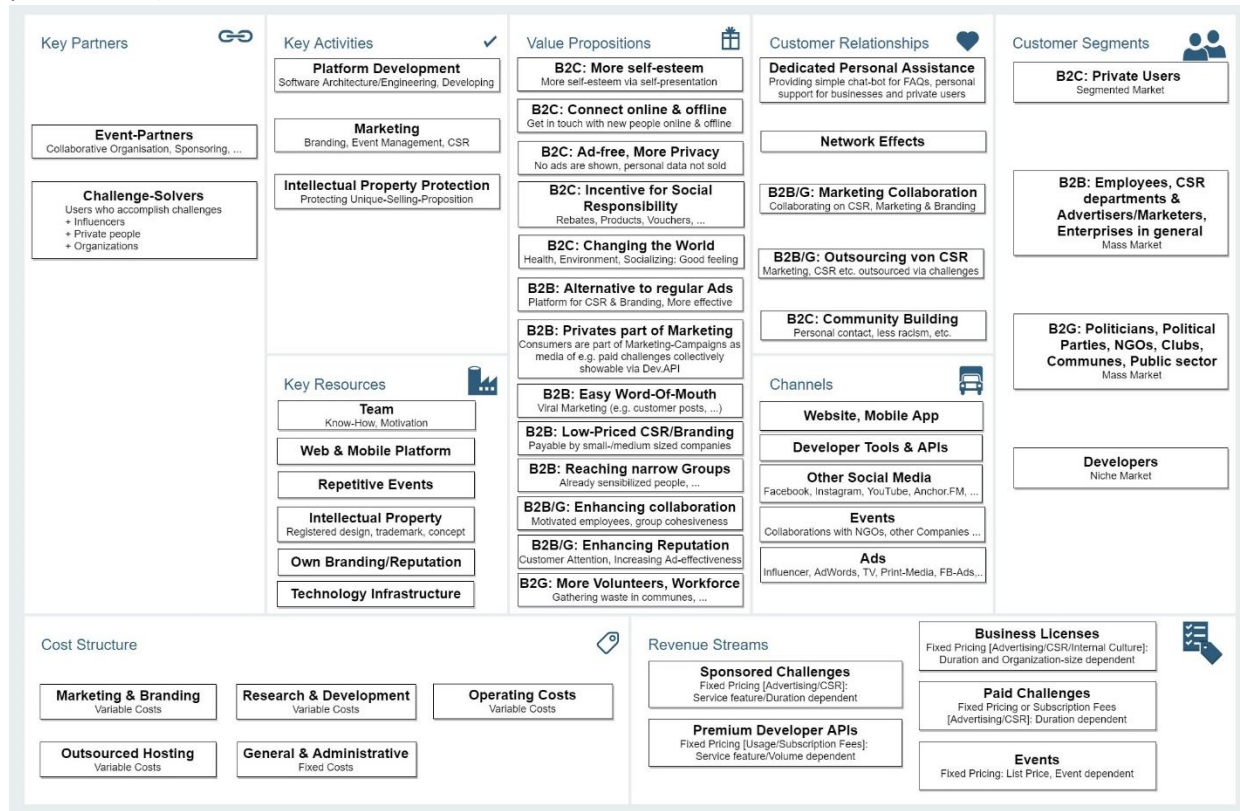 Key Partners
Event-Partners
Collaborative Organisation, Sponsoring, ...
Challenge-Solvers
Users who accomplish challenges
+ Influencers
+ Private people
+ Organizations
Key Activities
Platform Development
Software Architecture/Engineering, Developing
Marketing
Branding, Event Management, CSR
Intellectual Property Protection
Protecting Unique-Selling-Proposition
Key Resources
Team
Know-How, Motivation
Web & Mobile Platform
Repetitive Events
Intellectual Property
Registered design, trademark, concept
Own Branding/Reputation
Technology Infrastructure
Value Propositions
B2C: More self-esteem
More self-esteem via self-presentation
B2C: Connect online & offline
Get in touch with new people online & offline
B2C: Ad-free, More Privacy
No ads are shown, personal data not sold
B2C: Incentive for Social
Responsibility
Rebates, Products, Vouchers, ...
B2C: Changing the World
Health, Environment, Socializing: Good feeling
B2B: Alternative to regular Ads
Platform for CSR & Branding, More effective
B2B: Privates part of Marketing
Consumers are part of Marketing-Campaigns as
media of e.g. paid challenges collectively
showable via Dev.API
B2B: Easy Word-Of-Mouth
Viral Marketing (e.g. customer posts, ...)
B2B: Low-Priced CSR/Branding
Payable by small-/medium sized companies
B2B: Reaching narrow Groups
Already sensibilized people, ...
B2B/G: Enhancing collaboration
Motivated employees, group cohesiveness
B2B/G: Enhancing Reputation
Customer Attention, Increasing Ad-effectiveness
B2G: More Volunteers, Workforce
Gathering waste in communes, ...
Customer Relationships
Dedicated Personal Assistance
Providing simple chat-bot for FAQs, personal
support for businesses and private users
Network Effects
B2B/G: Marketing Collaboration
Collaborating on CSR, Marketing & Branding
B2B/G: Outsourcing von CSR
Marketing, CSR etc. outsourced via challenges
B2C: Community Building
Personal contact, less racism, etc.
Channels
Website, Mobile App
Developer Tools & APIs
Other Social Media
Facebook, Instagram, YouTube, Anchor.FM, ...
Events
Collaborations with NGOs, other Companies ...
Ads
Influencer, AdWords, TV, Print-Media, FB-Ads,..
Customer Segments
B2C: Private Users
Segmented Market
B2B: Employees, CSR
departments &
Advertisers/Marketers,
Enterprises in general
Mass Market
B2G: Politicians, Political
Parties, NGOs, Clubs,
Communes, Public sector
Mass Market
Developers
Niche Market
Cost Structure
Marketing & Branding
Variable Costs
Research & Development
Variable Costs
Operating Costs
Variable Costs
Outsourced Hosting
Variable Costs
General & Administrative
Fixed Costs
Revenue Streams
Sponsored Challenges
Fixed Pricing [Advertising/CSR]:
Service feature/Duration dependent
Premium Developer APIs
Fixed Pricing [Usage/Subscription Fees]:
Service feature/Volume dependent
Business Licenses
Fixed Pricing [Advertising/CSR/Internal Culture]:
Duration and Organization-size dependent
Paid Challenges
Fixed Pricing or Subscription Fees
[Advertising/CSR]: Duration dependent
Events
Fixed Pricing: List Price, Event dependent